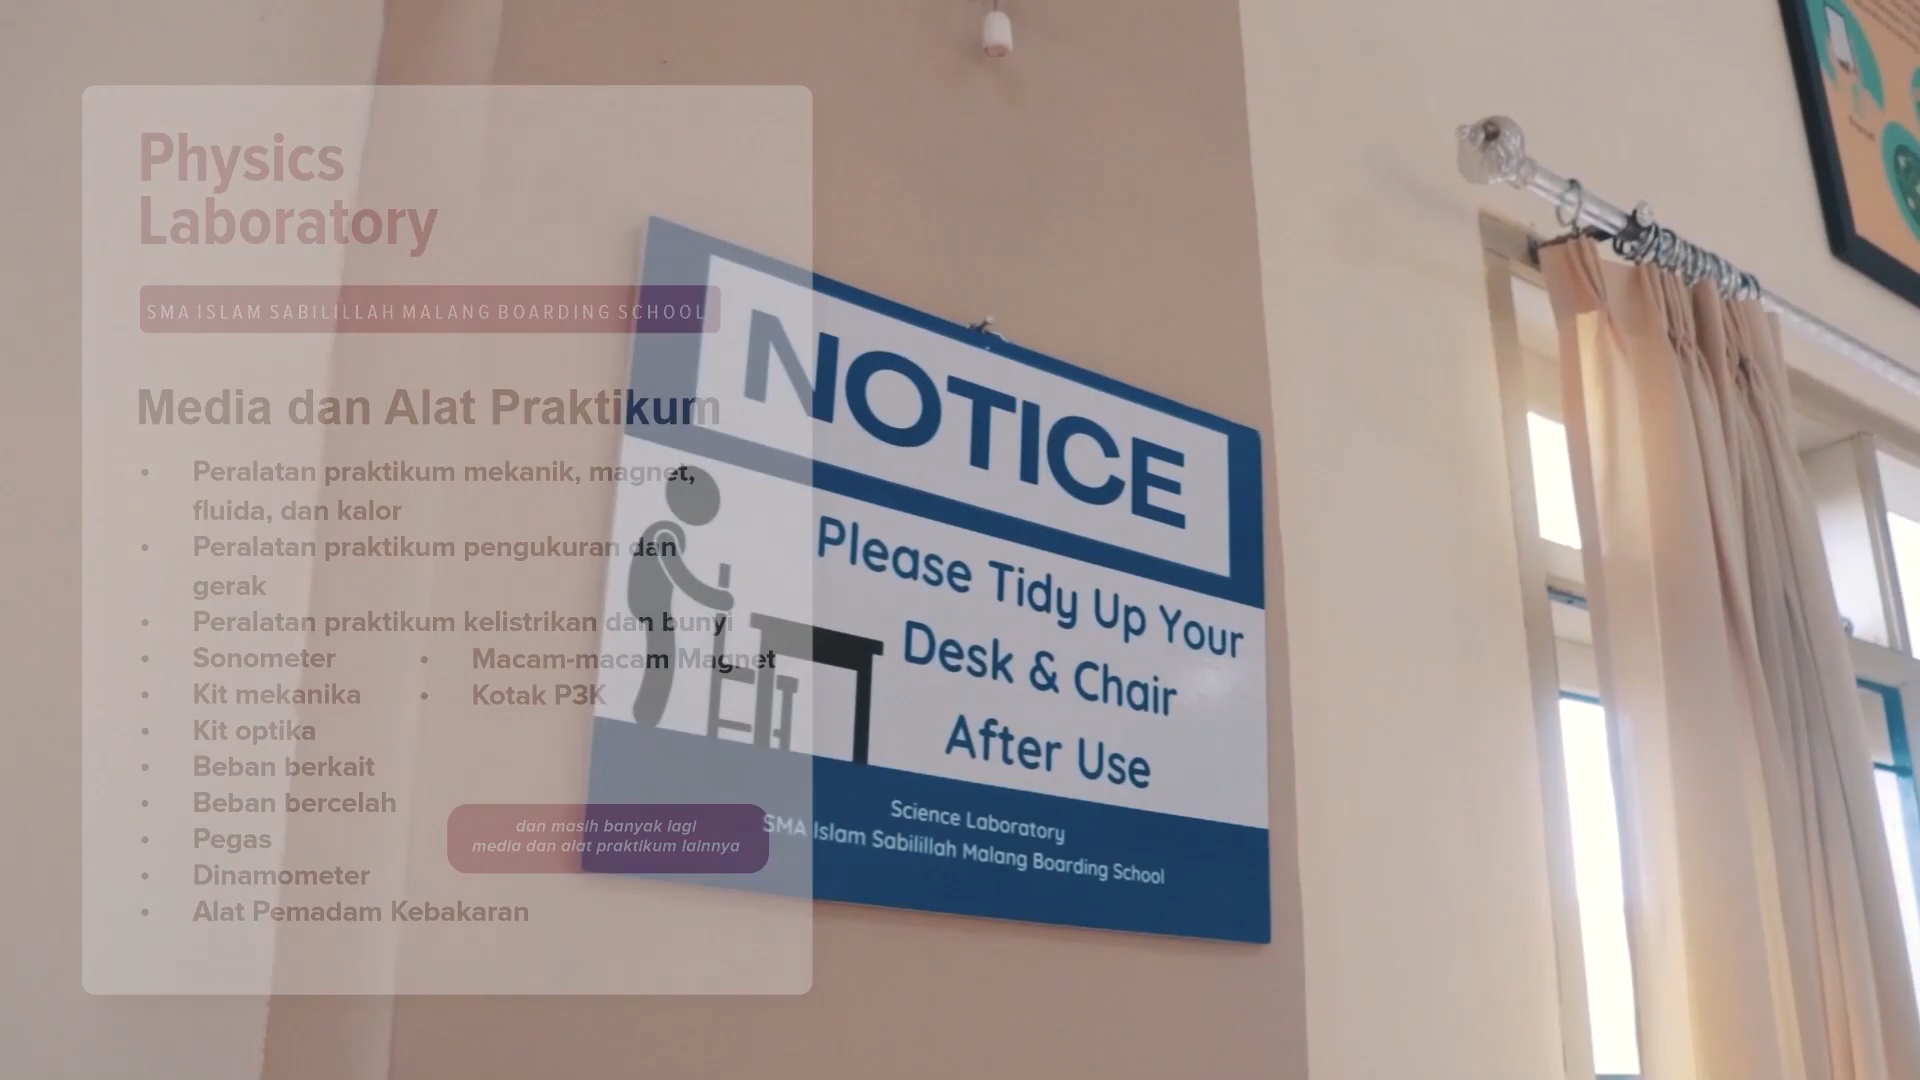 Physics
Laboratory
SMA ISLAM SABILILLAH MALANG BOARDING SCHOOL
Media dan Alat Praktikum
• Peralatan praktikum mekanik, magnet,
fluida, dan kalor
• Peralatan praktikum pengukuran dan
gerak
• Peralatan praktikum kelistrikan dan bunyi
• Sonometer
• Kit mekanika
• Kit optika
• Beban berkait
• Beban bercelah
• Pegas
• Dinamometer
• Alat Pemadam Kebakaran
• Macam-macam Magnet
• Kotak P3K
dan masih banyak lagi
media dan alat praktikum lainnya
NOTICE
Please Tidy Up Your
Desk & Chair
After Use
Science Laboratory
SMA Islam Sabilillah Malang Boarding School